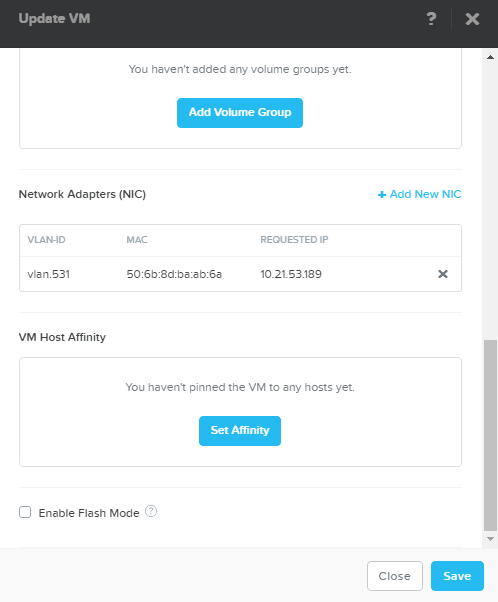 Update VM
?
You haven't added any volume groups yet.
Add Volume Group
Network Adapters (NIC)
+ Add New NIC
VLAN-ID MAC REQUESTED IP
vlan.531 50:6b:8d:ba:ab:6a 10.21.53.189
VM Host Affinity
You haven't pinned the VM to any hosts yet.
Set Affinity
Enable Flash Mode ?
Close Save